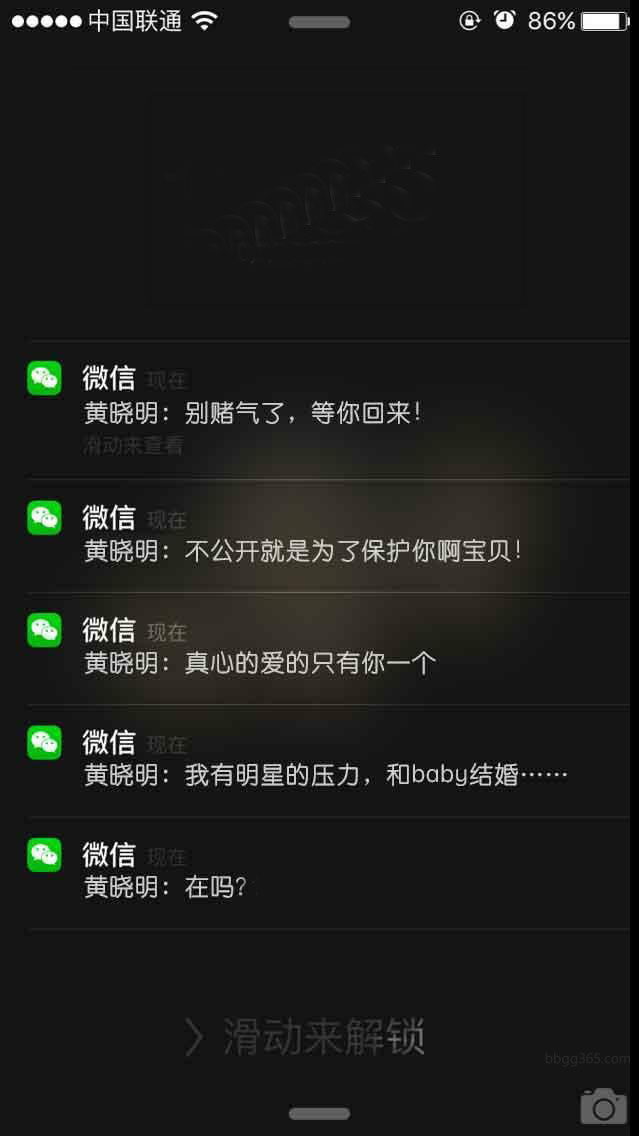 中国联通 86%
微信 现在
黄晓明：别赌气了，等你回来！
滑动来查看
微信 现在
黄晓明：不公开就是为了保护你啊宝贝！
微信 现在
黄晓明：真心的爱的只有你一个
微信 现在
黄晓明：我有明星的压力，和baby结婚……
微信 现在
黄晓明：在吗？
> 滑动来解锁
bbgg365.com